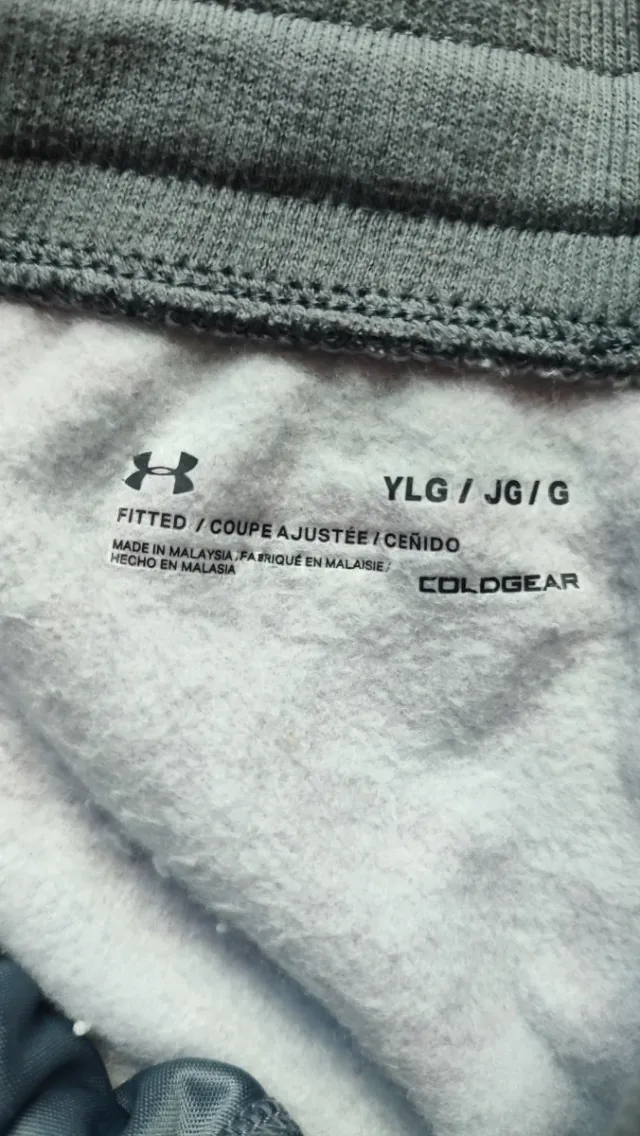 YLG / JG / G
FITTED / COUPE AJUSTÉE / CEÑIDO
MADE IN MALAYSIA / FABRIQUÉ EN MALAISIE /
HECHO EN MALASIA
COLDGEAR